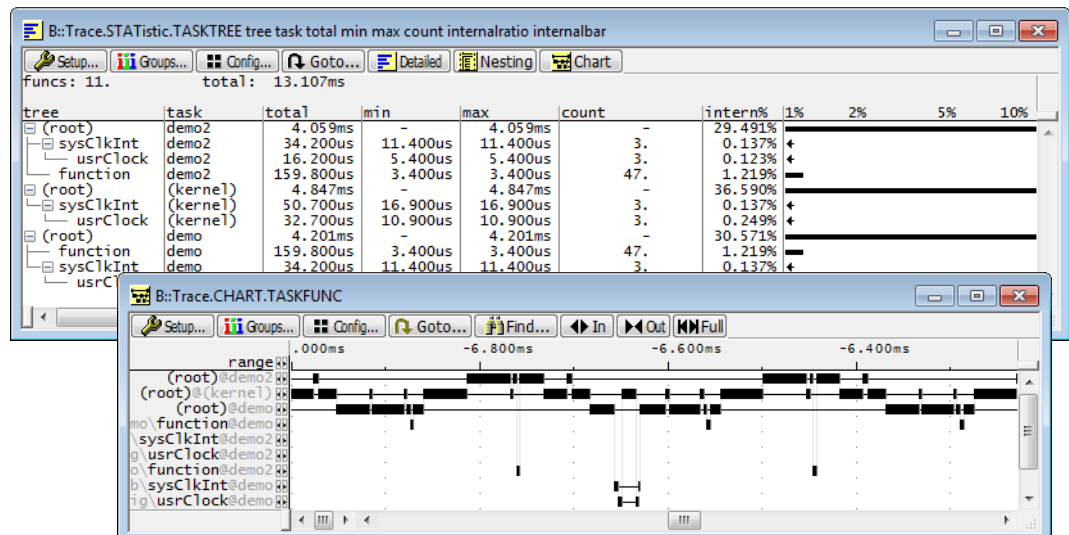 B::Trace.STATistic.TASKTREE tree task total min max count internalratio internalbar
Setup... Groups... Config... Goto... Detailed Nesting Chart
funcs: 11. total: 13.107ms
tree task total min max count intern% 1% 2% 5% 10%
(root) demo2 4.059ms - 4.059ms - 29.491%
sysClkInt demo2 34.200us 11.400us 11.400us 3. 0.137%
usrClock demo2 16.200us 5.400us 5.400us 3. 0.123%
function demo2 159.800us 3.400us 3.400us 47. 1.219%
(root) (kernel) 4.847ms - 4.847ms - 36.590%
sysClkInt (kernel) 50.700us 16.900us 16.900us 3. 0.137%
usrClock (kernel) 32.700us 10.900us 10.900us 3. 0.249%
(root) demo 4.201ms - 4.201ms - 30.571%
function demo 159.800us 3.400us 3.400us 47. 1.219%
sysClkInt demo 34.200us 11.400us 11.400us 3. 0.137%
usrCl
B::Trace.CHART.TASKFUNC
Setup... Groups... Config... Goto... Find... In Out Full
.000ms -6.800ms -6.600ms -6.400ms
range
(root)@demo2
(root)@(kernel)
(root)@demo
mo\function@demo
\sysClkInt@demo2
g\usrClock@demo2
o\function@demo2
b\sysClkInt@demo
ig\usrClock@demo